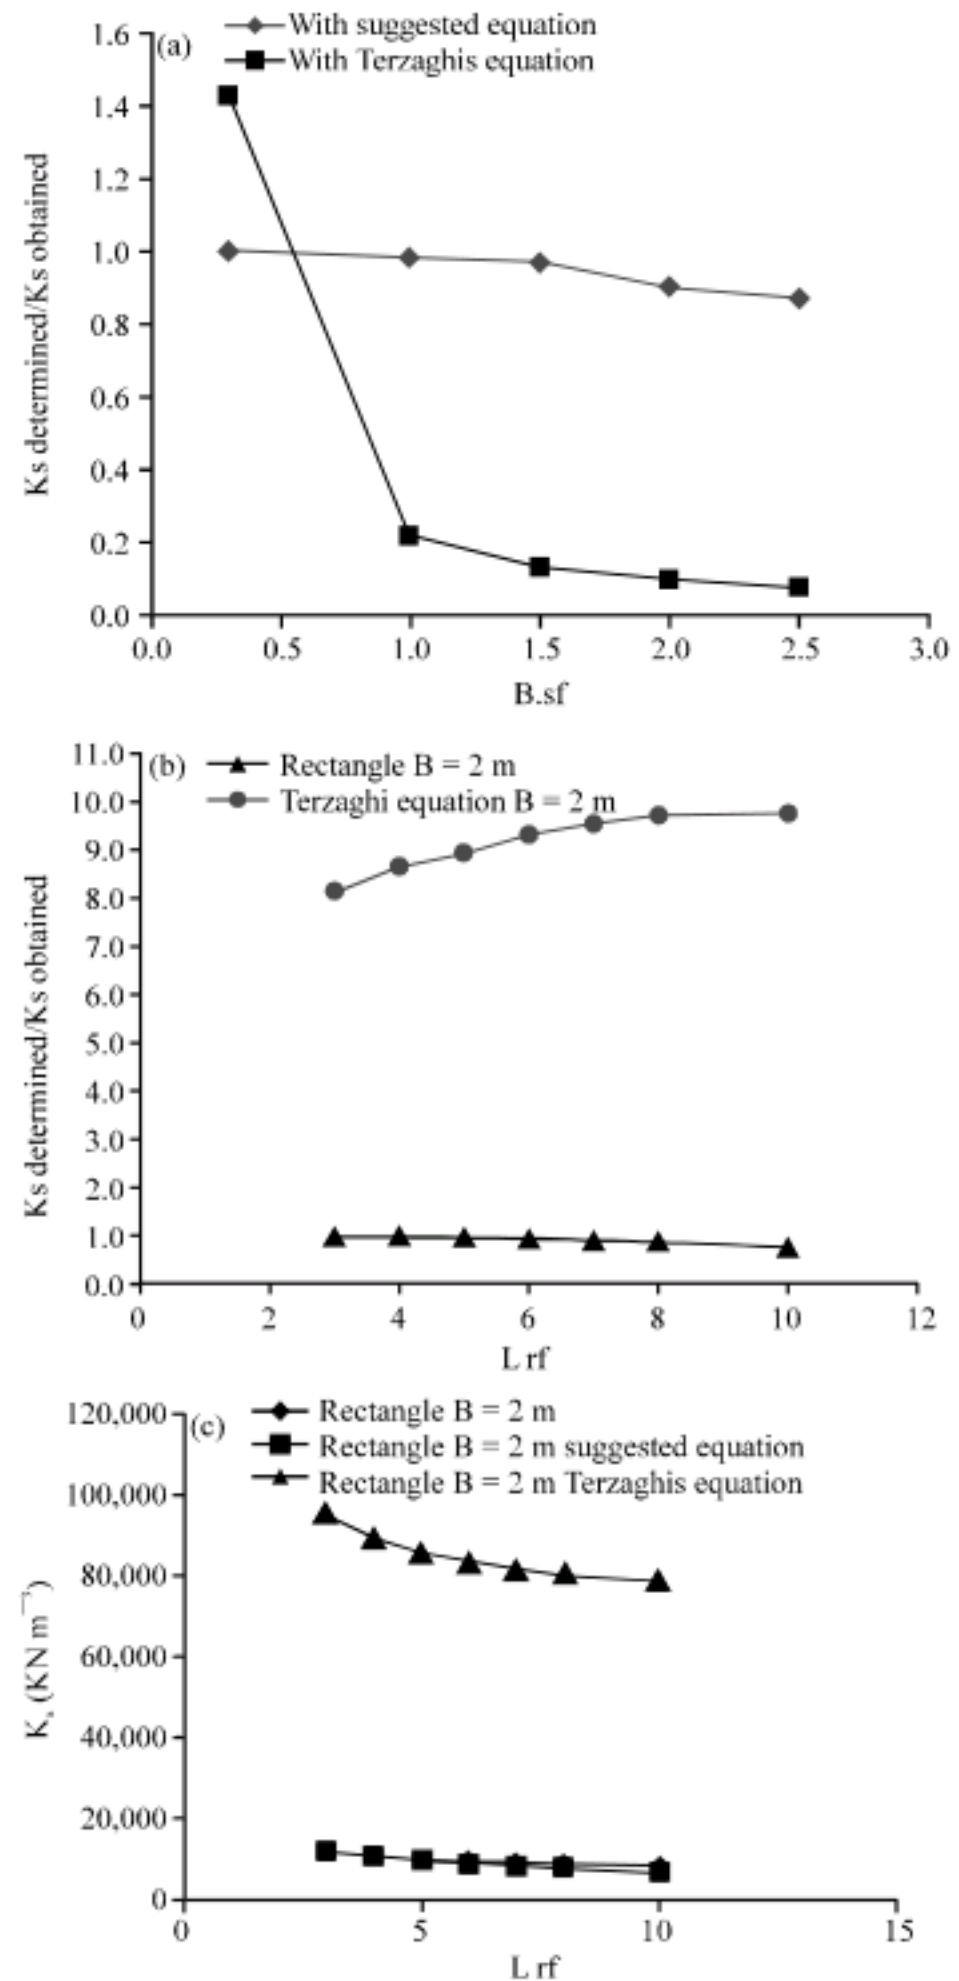 (a)
With suggested equation
With Terzaghis equation
Ks determined/Ks obtained
1.6
1.4
1.2
1.0
0.8
0.6
0.4
0.2
0.0
0.0 0.5 1.0 1.5 2.0 2.5 3.0
B.sf
(b)
Rectangle B = 2 m
Terzaghi equation B = 2 m
Ks determined/Ks obtained
11.0
10.0
9.0
8.0
7.0
6.0
5.0
4.0
3.0
2.0
1.0
0.0
0 2 4 6 8 10 12
L rf
(c)
Rectangle B = 2 m
Rectangle B = 2 m suggested equation
Rectangle B = 2 m Terzaghis equation
Kₛ (KN m⁻³)
120,000
100,000
80,000
60,000
40,000
20,000
0
0 5 10 15
L rf